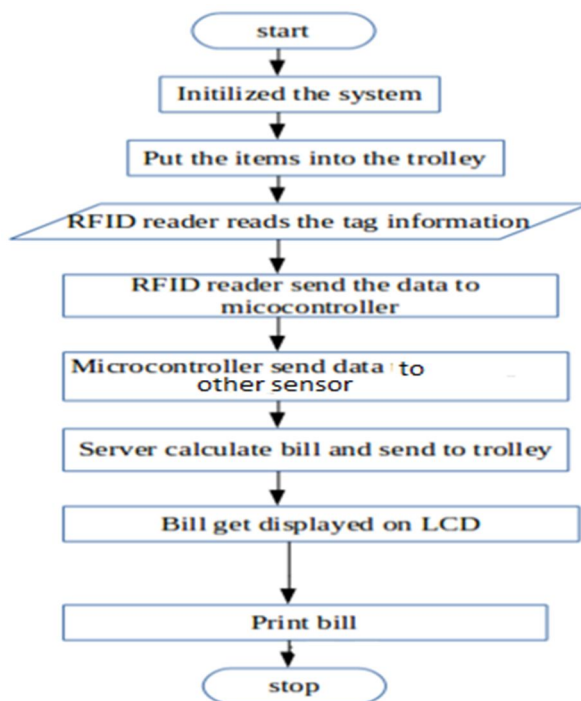 start
Initilized the system
Put the items into the trolley
RFID reader reads the tag information
RFID reader send the data to
micocontroller
Microcontroller send data to
other sensor
Server calculate bill and send to trolley
Bill get displayed on LCD
Print bill
stop